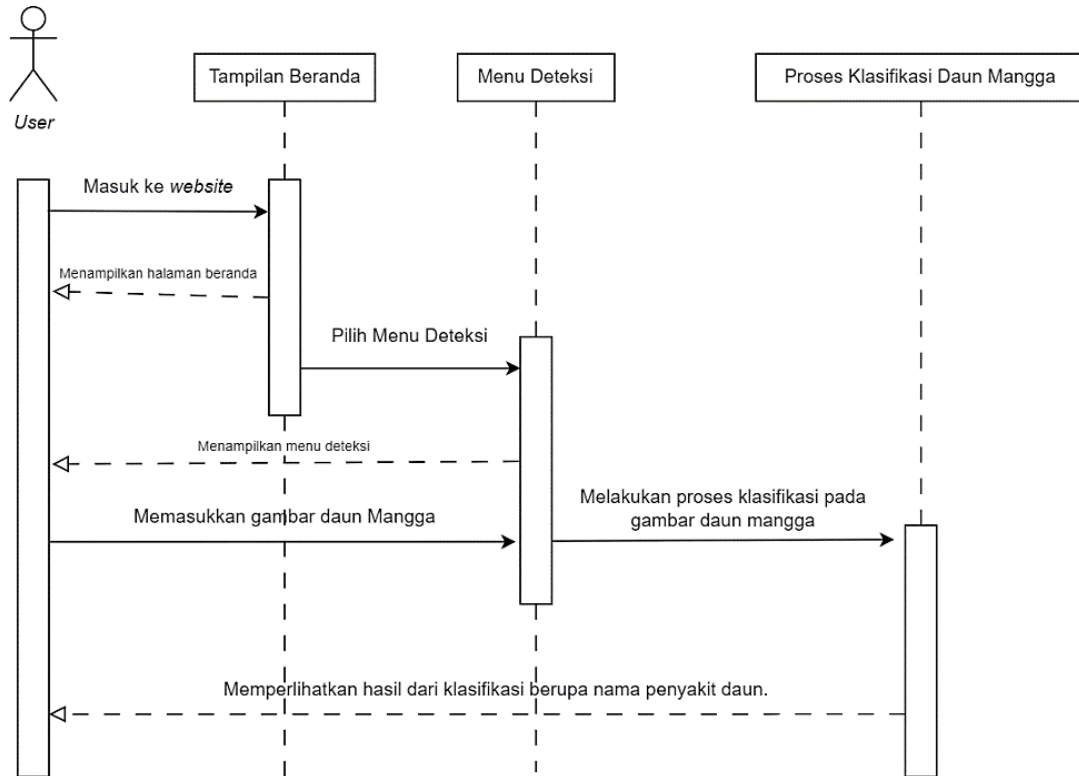 User
Tampilan Beranda
Menu Deteksi
Proses Klasifikasi Daun Mangga
Masuk ke website
Menampilkan halaman beranda
Pilih Menu Deteksi
Menampilkan menu deteksi
Memasukkan gambar daun Mangga
Melakukan proses klasifikasi pada
gambar daun mangga
Memperlihatkan hasil dari klasifikasi berupa nama penyakit daun.